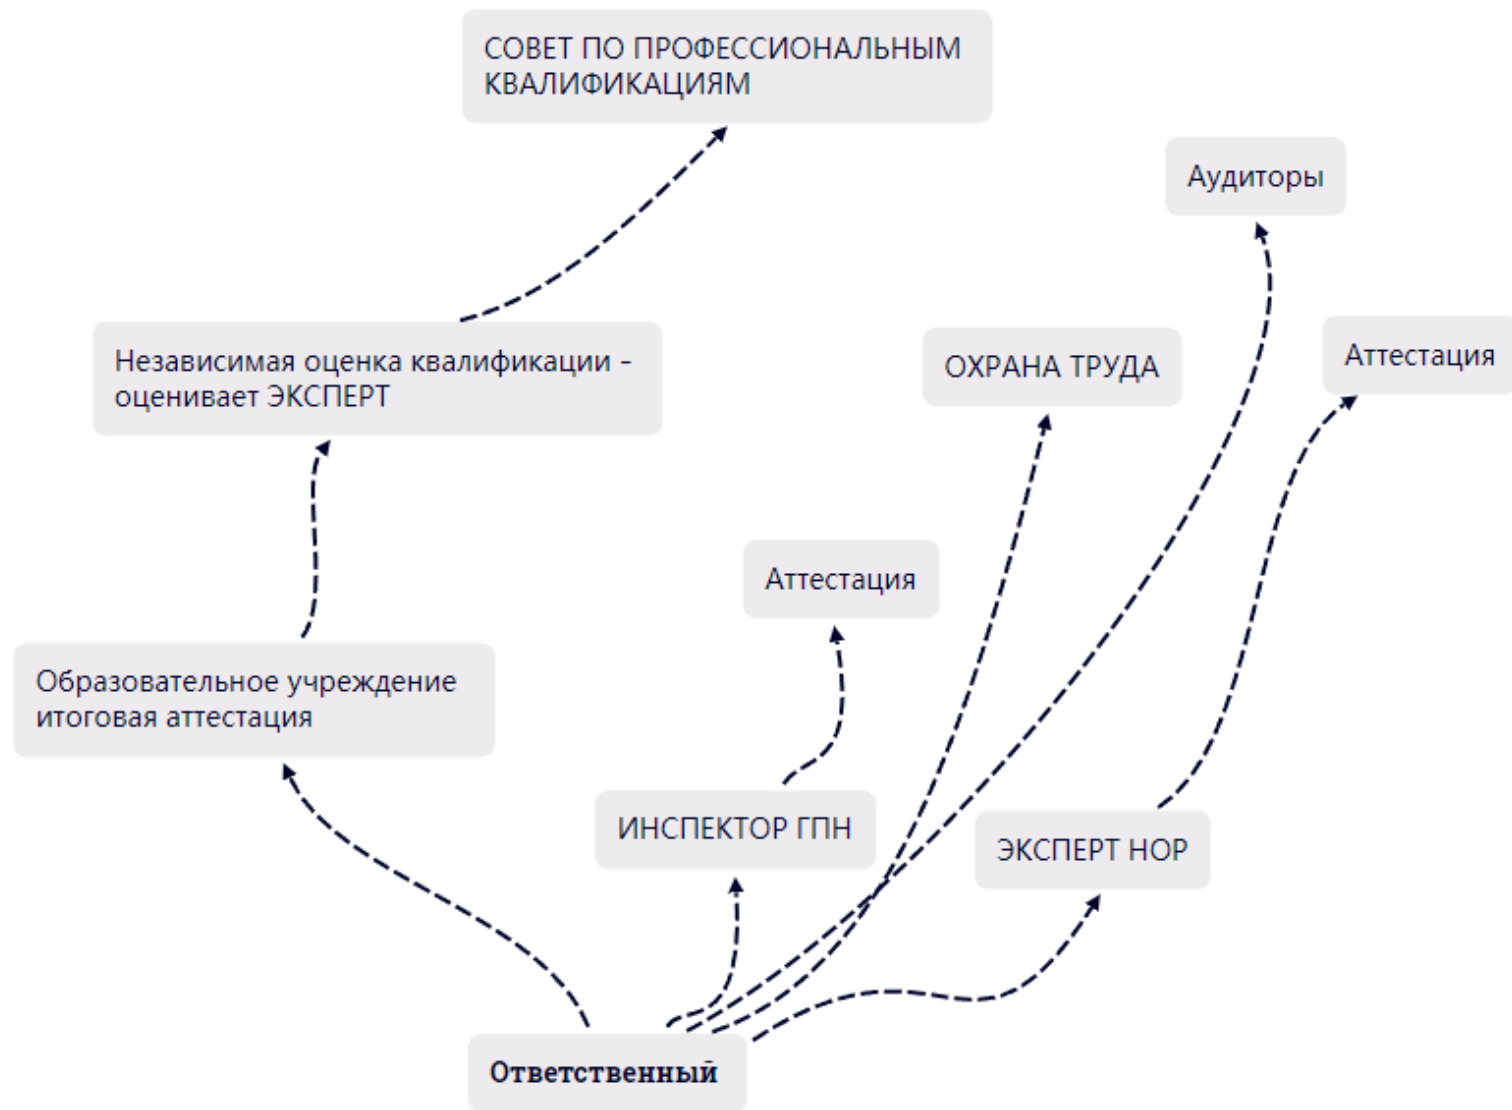 СОВЕТ ПО ПРОФЕССИОНАЛЬНЫМ
КВАЛИФИКАЦИЯМ
Аудиторы
Независимая оценка квалификации -
оценивает ЭКСПЕРТ
ОХРАНА ТРУДА
Аттестация
Аттестация
Образовательное учреждение
итоговая аттестация
ИНСПЕКТОР ГПН
ЭКСПЕРТ НОР
Ответственный